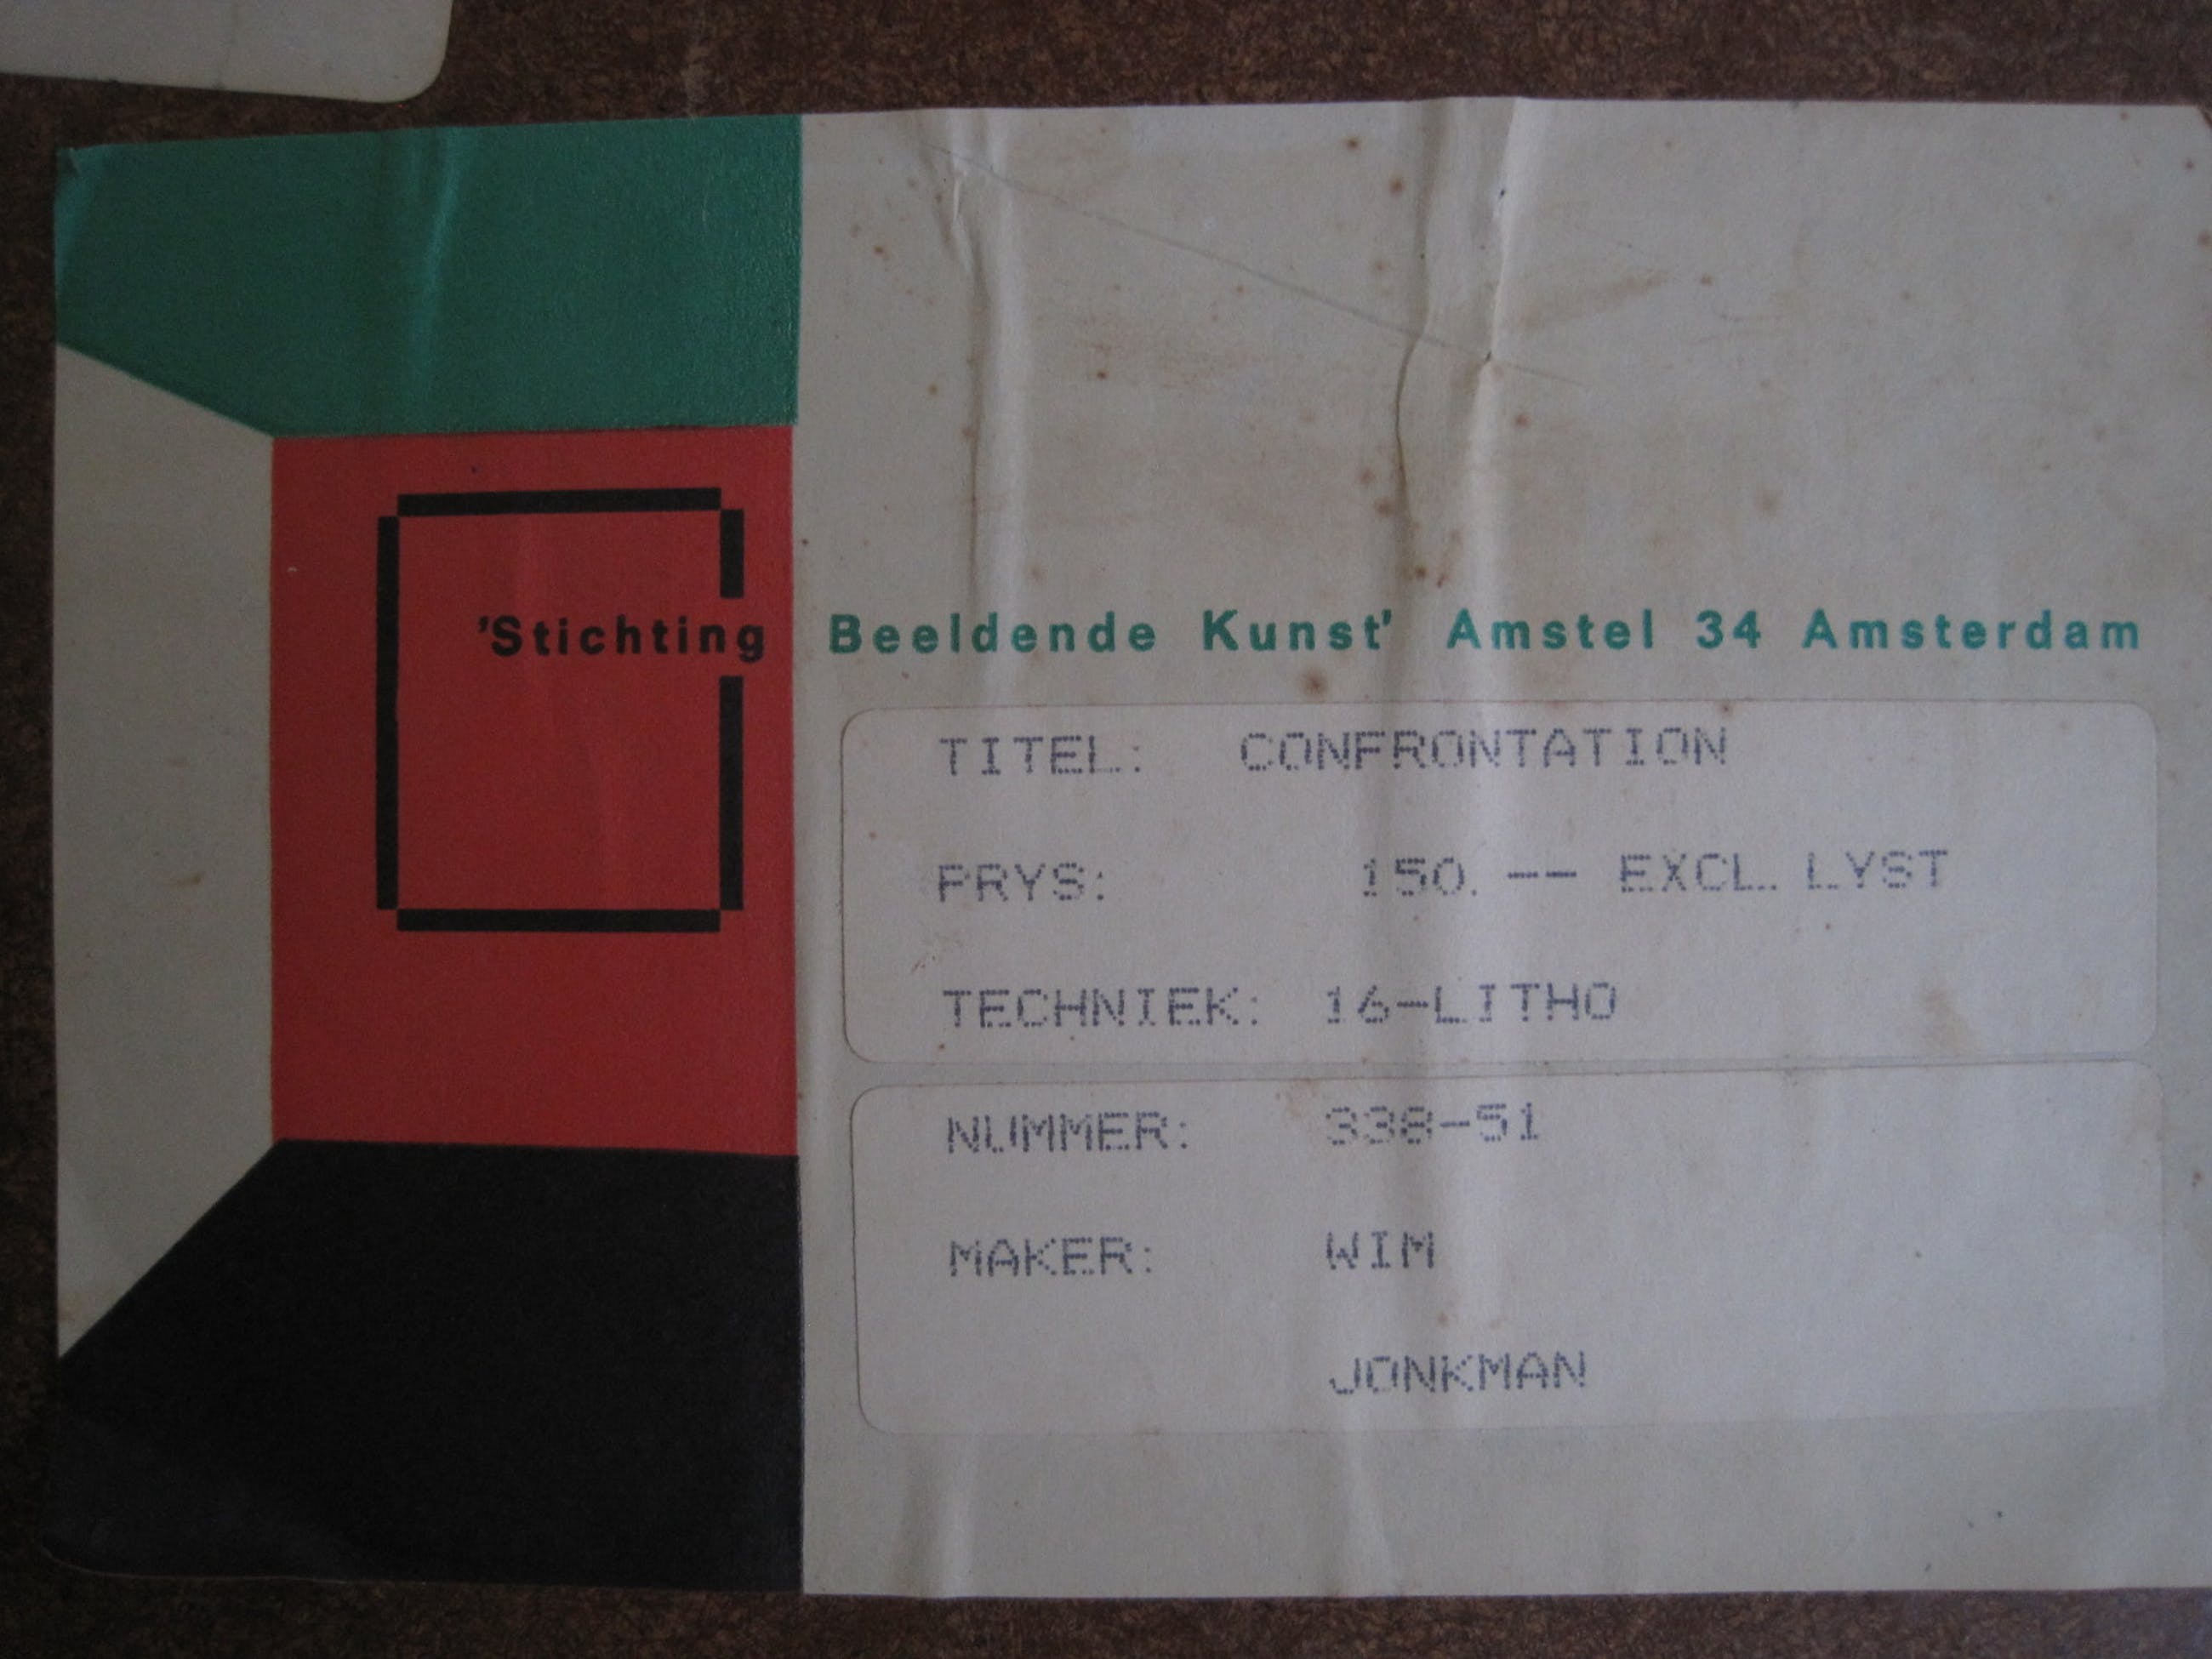 'Stichting Beeldende Kunst' Amstel 34 Amsterdam
TITEL: CONFRONTATION
PRYS: 150.-- EXCL. LYST
TECHNIEK: 16-LITHO
NUMMER: 338-51
MAKER: WIM
JONKMAN